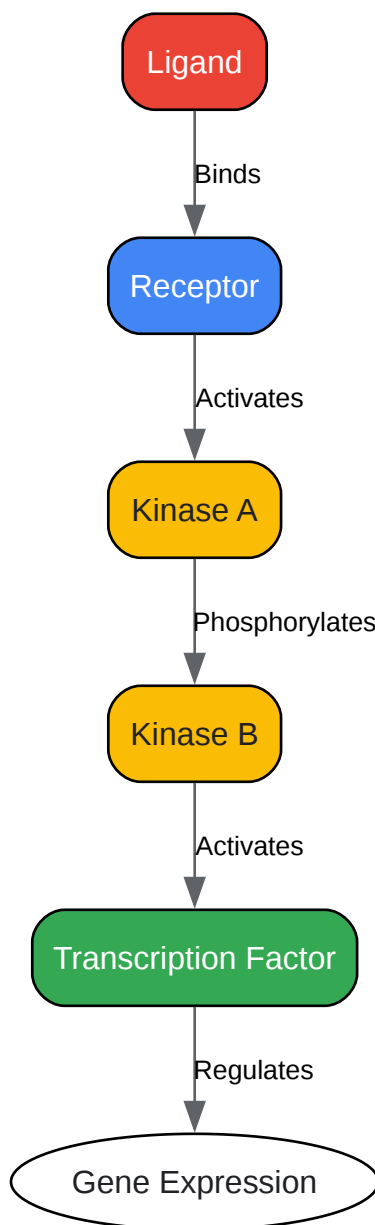 Ligand
Binds
Receptor
Activates
Kinase A
Phosphorylates
Kinase B
Activates
Transcription Factor
Regulates
Gene Expression